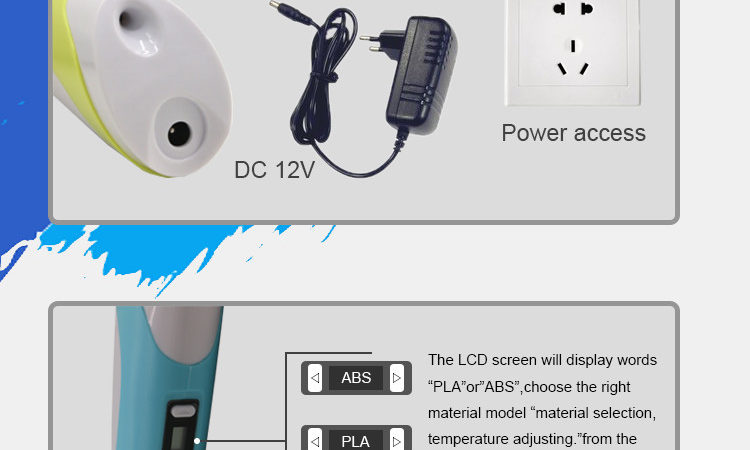 Power access
DC 12V
The LCD screen will display words
ABS
“PLA”or”ABS”,choose the right
material model “material selection,
PLA
temperature adjusting.”from the